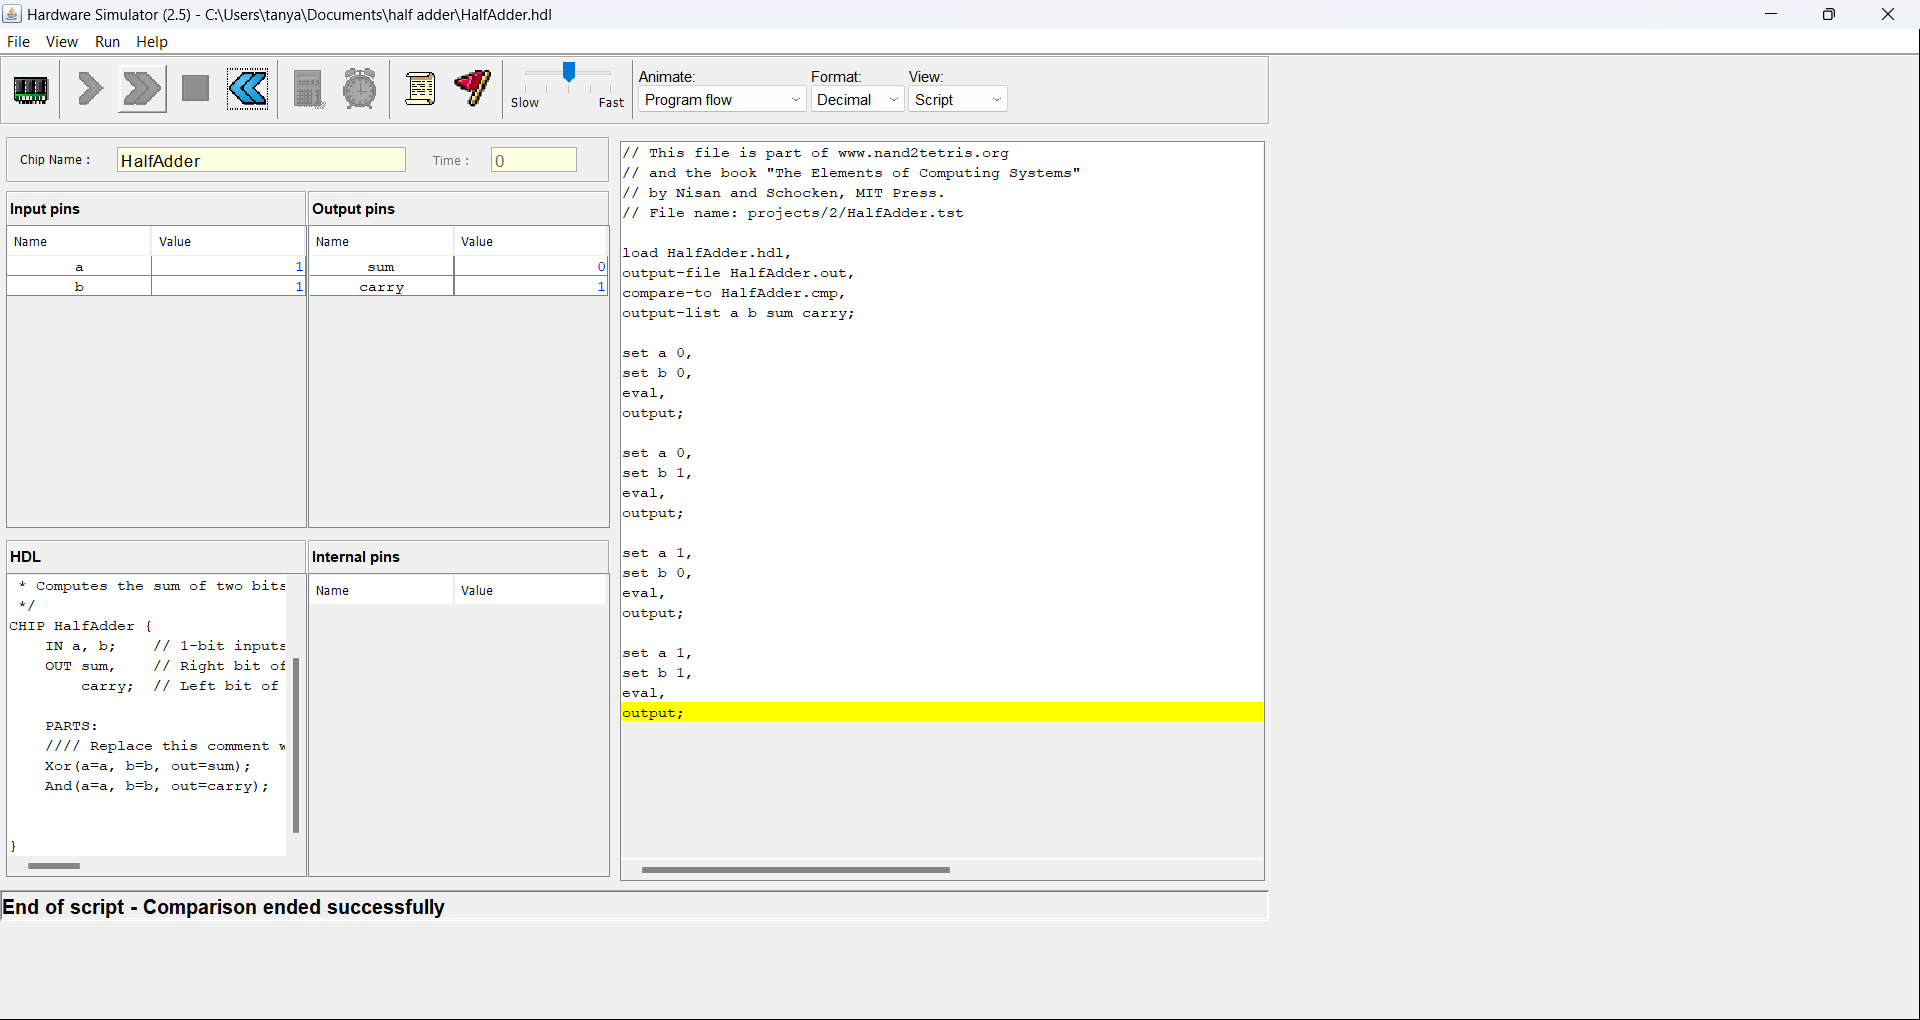 Hardware Simulator (2.5) - C:\Users\tanya\Documents\half adder\HalfAdder.hdl
File View Run Help
Slow Fast
Animate: Format: View:
Program flow Decimal Script
Chip Name : HalfAdder Time : 0
Input pins
Name Value
a 1
b 1
Output pins
Name Value
sum 0
carry 1
HDL
* Computes the sum of two bits
*/
CHIP HalfAdder {
IN a, b; // 1-bit inputs
OUT sum, // Right bit of
carry; // Left bit of
PARTS:
//// Replace this comment w
Xor(a=a, b=b, out=sum);
And(a=a, b=b, out=carry);
}
Internal pins
Name Value
// This file is part of www.nand2tetris.org
// and the book "The Elements of Computing Systems"
// by Nisan and Schocken, MIT Press.
// File name: projects/2/HalfAdder.tst
load HalfAdder.hdl,
output-file HalfAdder.out,
compare-to HalfAdder.cmp,
output-list a b sum carry;
set a 0,
set b 0,
eval,
output;
set a 0,
set b 1,
eval,
output;
set a 1,
set b 0,
eval,
output;
set a 1,
set b 1,
eval,
output;
End of script - Comparison ended successfully